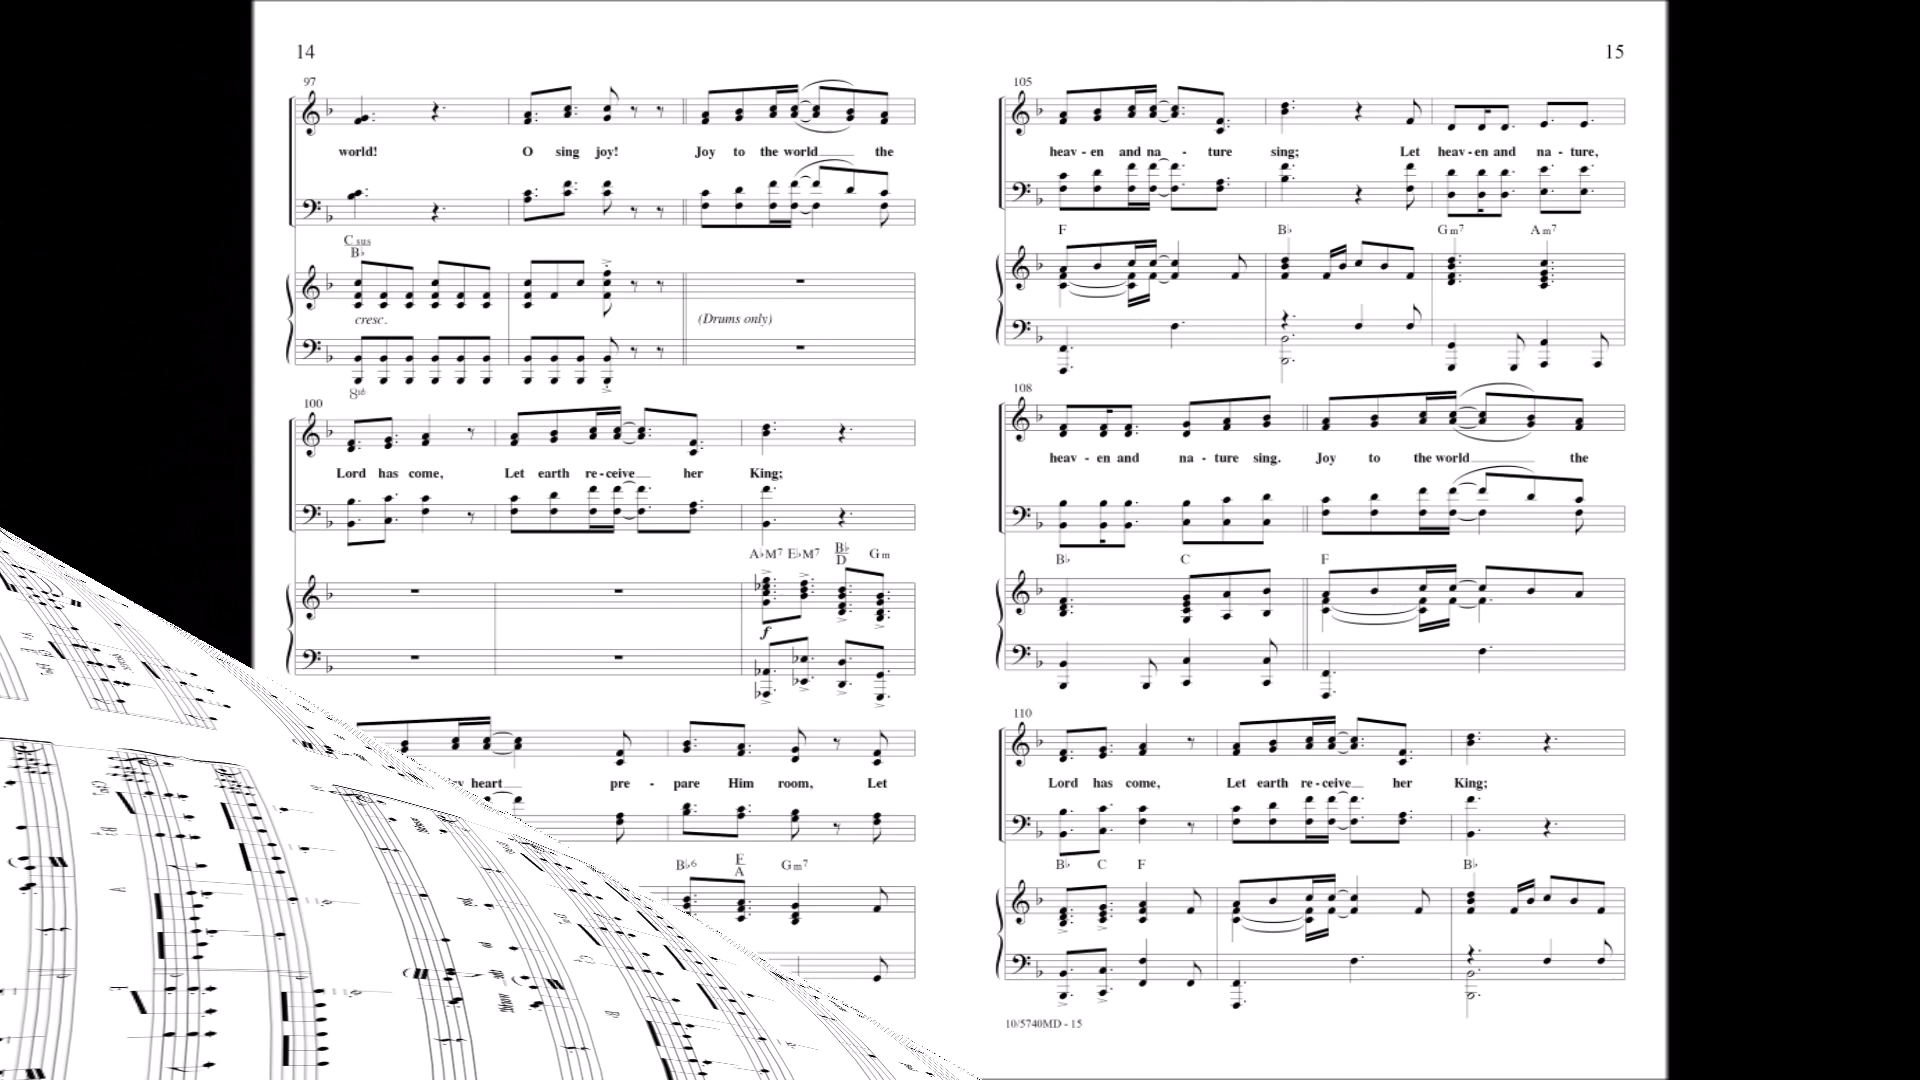 14
97
world! O sing joy! Joy to the world the
C sus
B♭
cresc.
(Drums only)
8vb
100
Lord has come, Let earth re - ceive her King;
A♭M7 E♭M7 B♭ Gm
D
f
heart pre - pare Him room, Let
B♭6 F Gm7
A
15
105
heav - en and na - ture sing; Let heav - en and na - ture,
F B♭ Gm7 Am7
108
heav - en and na - ture sing. Joy to the world the
B♭ C F
110
Lord has come, Let earth re - ceive her King;
B♭ C F B♭
10/5740MD - 15